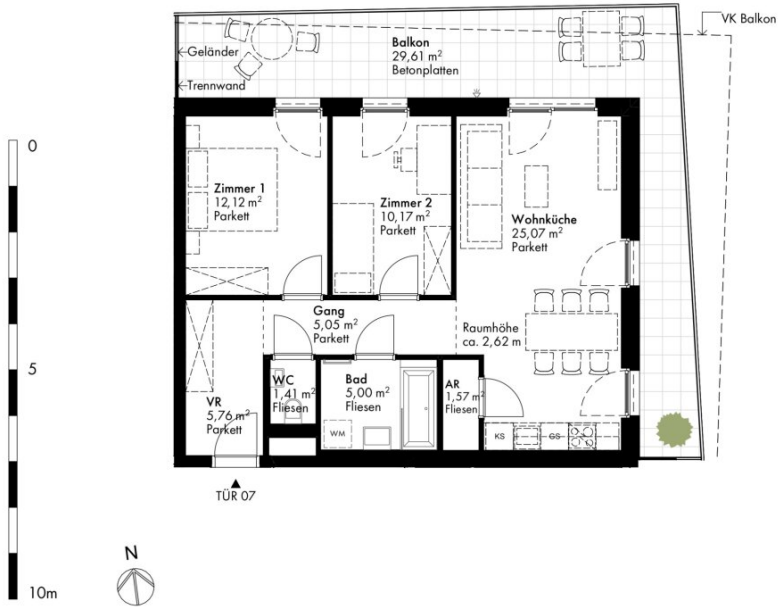 VK Balkon
Geländer
Trennwand
Balkon
29,61 m²
Betonplatten
0
Zimmer 1
12,12 m²
Parkett
Zimmer 2
10,17 m²
Parkett
Wohnküche
25,07 m²
Parkett
Gang
5,05 m²
Parkett
Raumhöhe
ca. 2,62 m
5
WC
1,41 m²
Fliesen
Bad
5,00 m²
Fliesen
AR
1,57 m²
Fliesen
VR
5,76 m²
Parkett
WM
KS
GS
TÜR 07
N
10m